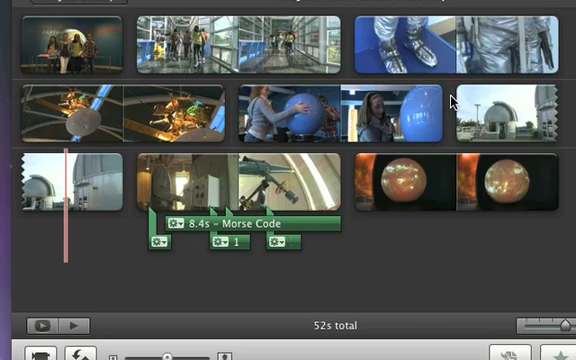 8.4s – Morse Code
1
52s total